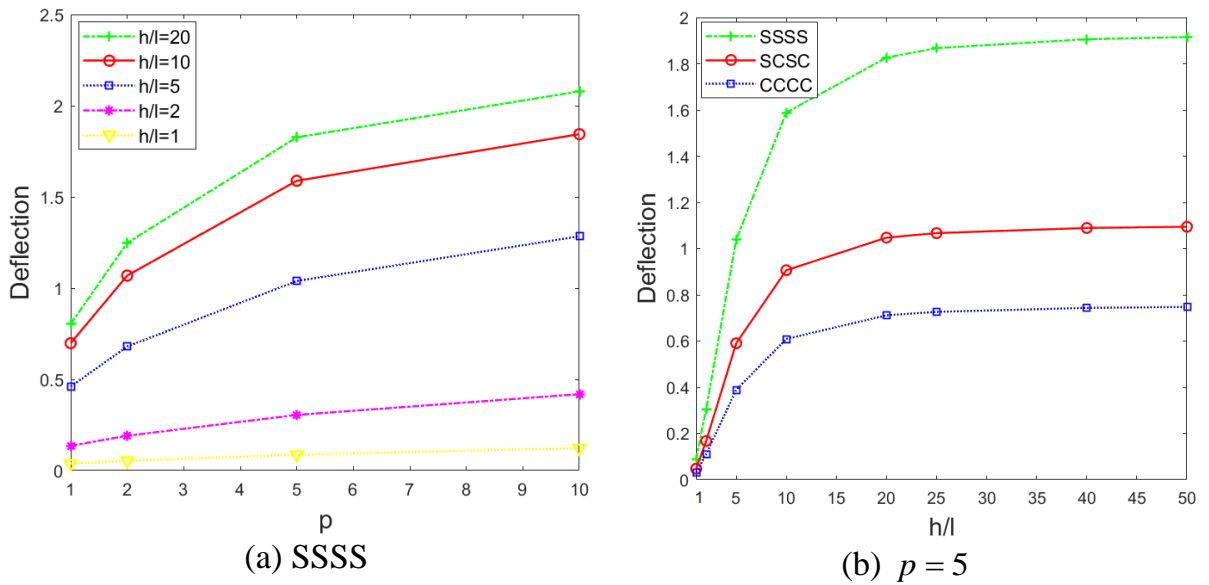 2.5
2
1.5
1
0.5
0
Deflection
h/l=20
h/l=10
h/l=5
h/l=2
h/l=1
1 2 3 4 5 6 7 8 9 10
p
(a) SSSS
2
1.8
1.6
1.4
1.2
1
0.8
0.6
0.4
0.2
0
Deflection
SSSS
SCSC
CCCC
1 5 10 15 20 25 30 35 40 45 50
h/l
(b) p = 5